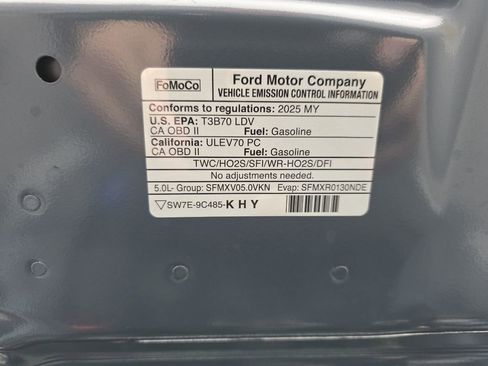 FoMoCo
Ford Motor Company
VEHICLE EMISSION CONTROL INFORMATION
Conforms to regulations: 2025 MY
U.S. EPA: T3B70 LDV
CA OBD II Fuel: Gasoline
California: ULEV70 PC
CA OBD II Fuel: Gasoline
TWC/HO2S/SFI/WR-HO2S/DFI
No adjustments needed.
5.0L- Group: SFMXV05.0VKN Evap: SFMXR0130NDE
▽SW7E-9C485-KHY